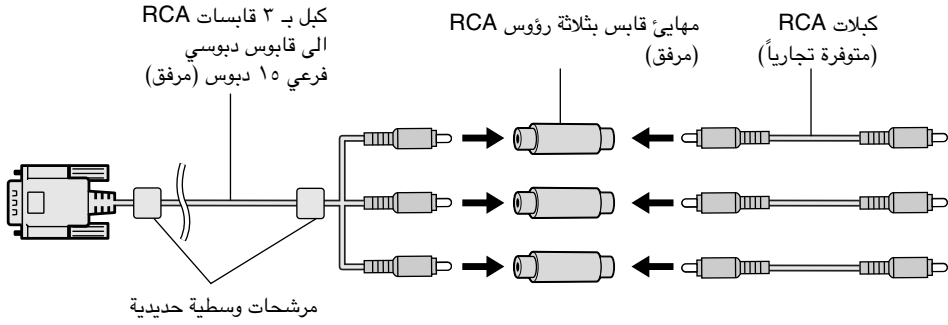 كبلات RCA
(متوفرة تجارياً)
مهايئ قابس بثلاثة رؤوس RCA
(مرفق)
كبل بـ ٣ قابسات RCA
الى قابوس دبوسي
فرعي ١٥ دبوس (مرفق)
مرشحات وسطية حديدية